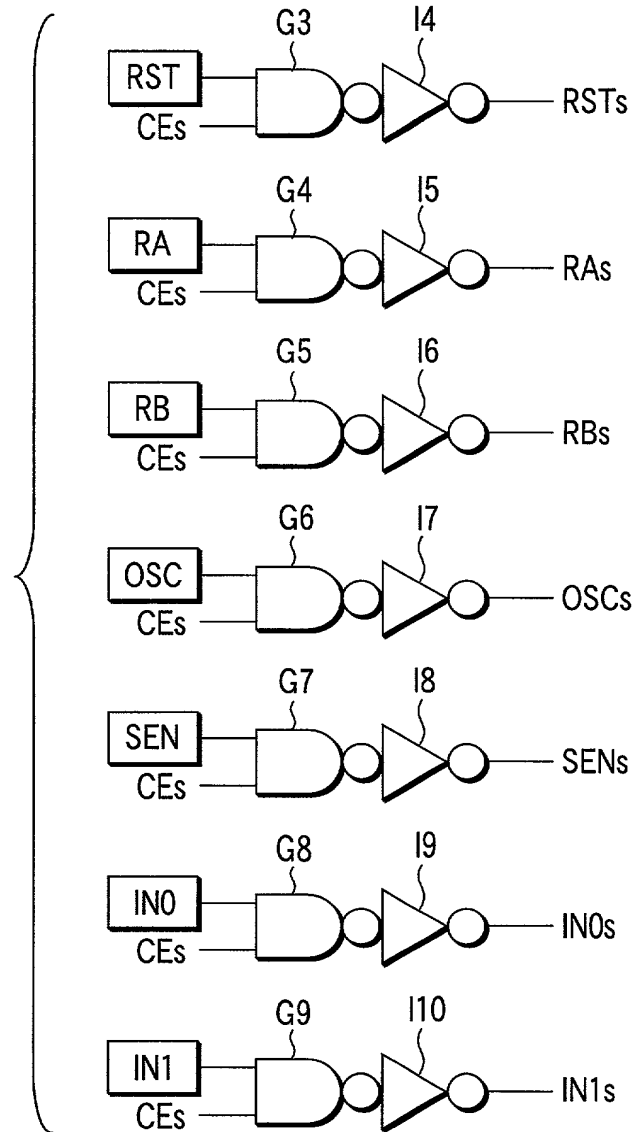 G3 I4
RST
CEs
RSTs
G4 I5
RA
CEs
RAs
G5 I6
RB
CEs
RBs
G6 I7
OSC
CEs
OSCs
G7 I8
SEN
CEs
SENs
G8 I9
IN0
CEs
IN0s
G9 I10
IN1
CEs
IN1s